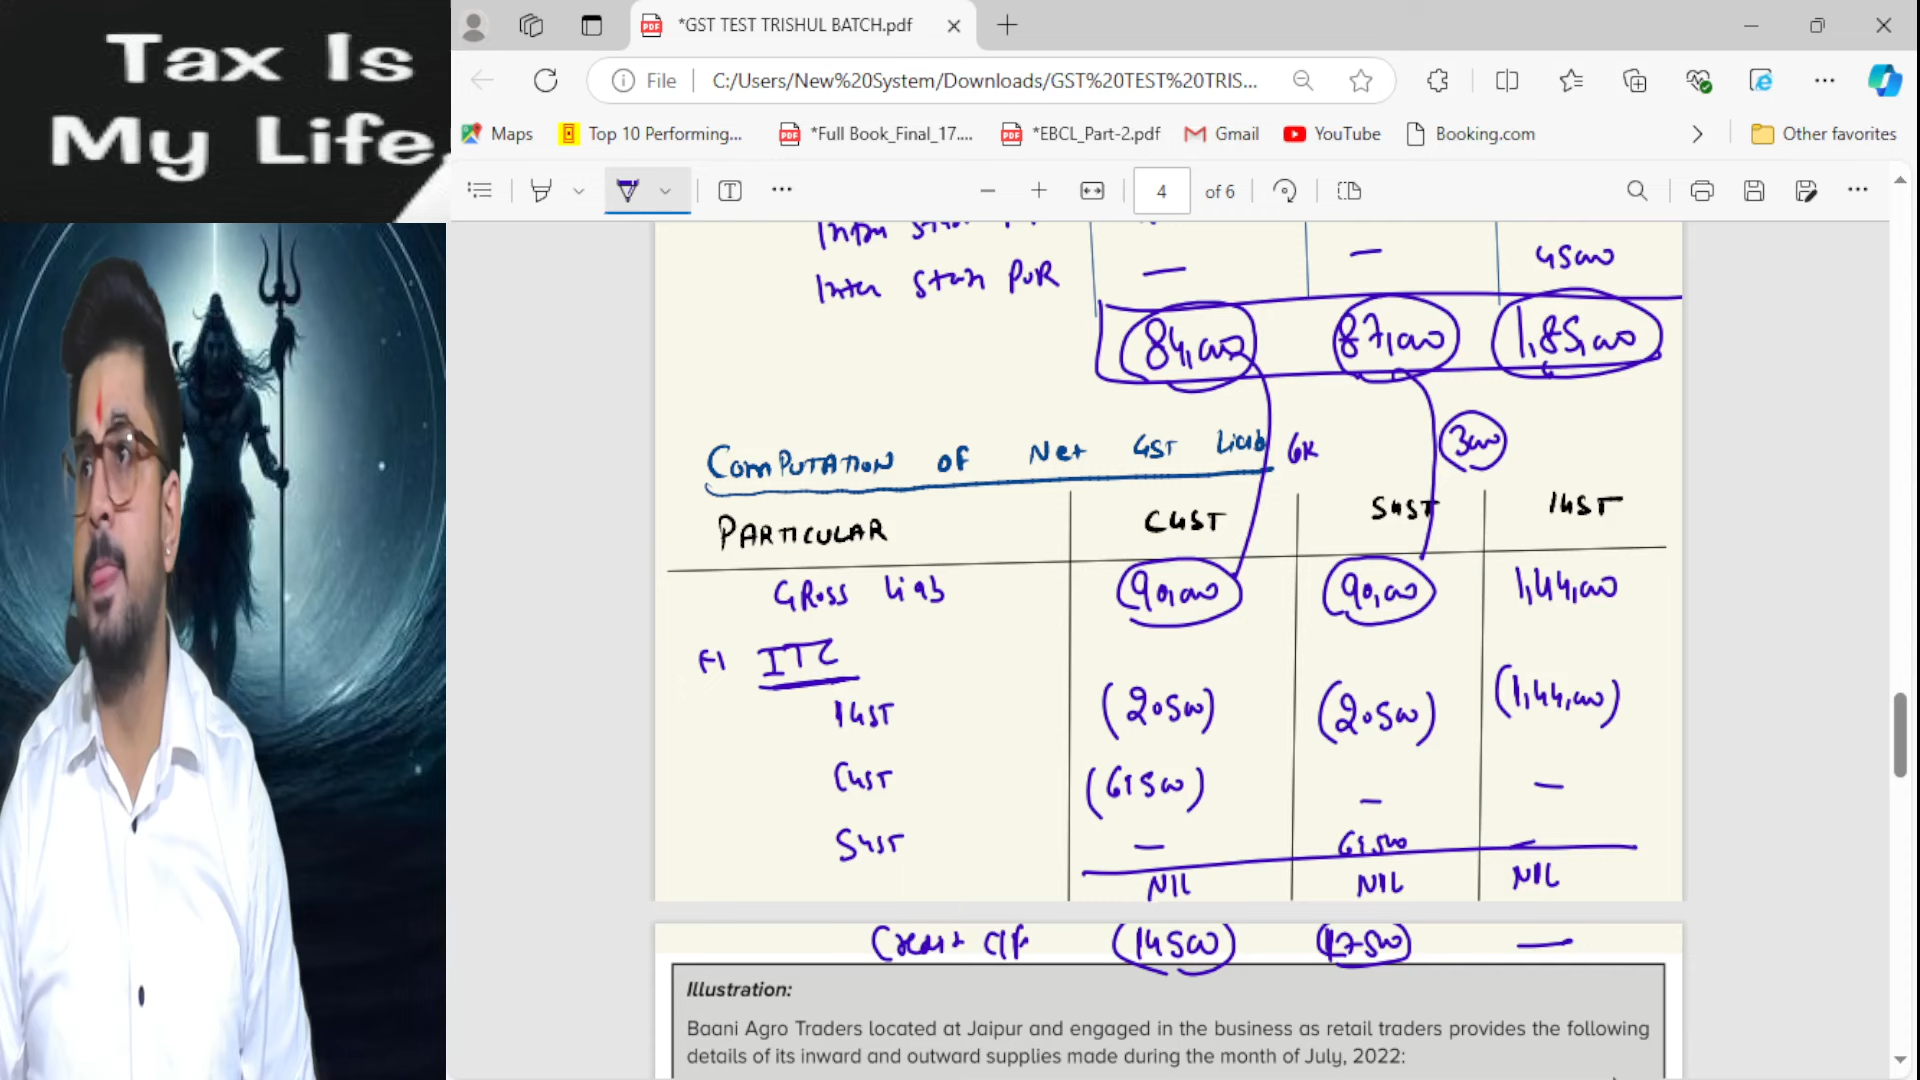 Tax Is
My Life.
*GST TEST TRISHUL BATCH.pdf
File
C:/Users/New%20System/Downloads/GST%20TEST%20TRIS...
Maps
Top 10 Performing...
*Full Book_Final_17....
*EBCL_Part-2.pdf
Gmail
YouTube
Booking.com
Other favorites
4 of 6
Inter State PUR — — 45000
84,000 87,000 1,85,000
COMPUTATION OF Net GST Liab 6K 3000
PARTICULAR CGST SGST IGST
GROSS Liab 90,000 90,000 1,44,000
ITC
IGST (20500) (20500) (1,44,000)
CGST (69500) — —
SGST — 69500 —
NIL NIL NIL
Credit C/F (14500) (17500) —
Illustration:
Baani Agro Traders located at Jaipur and engaged in the business as retail traders provides the following
details of its inward and outward supplies made during the month of July, 2022: